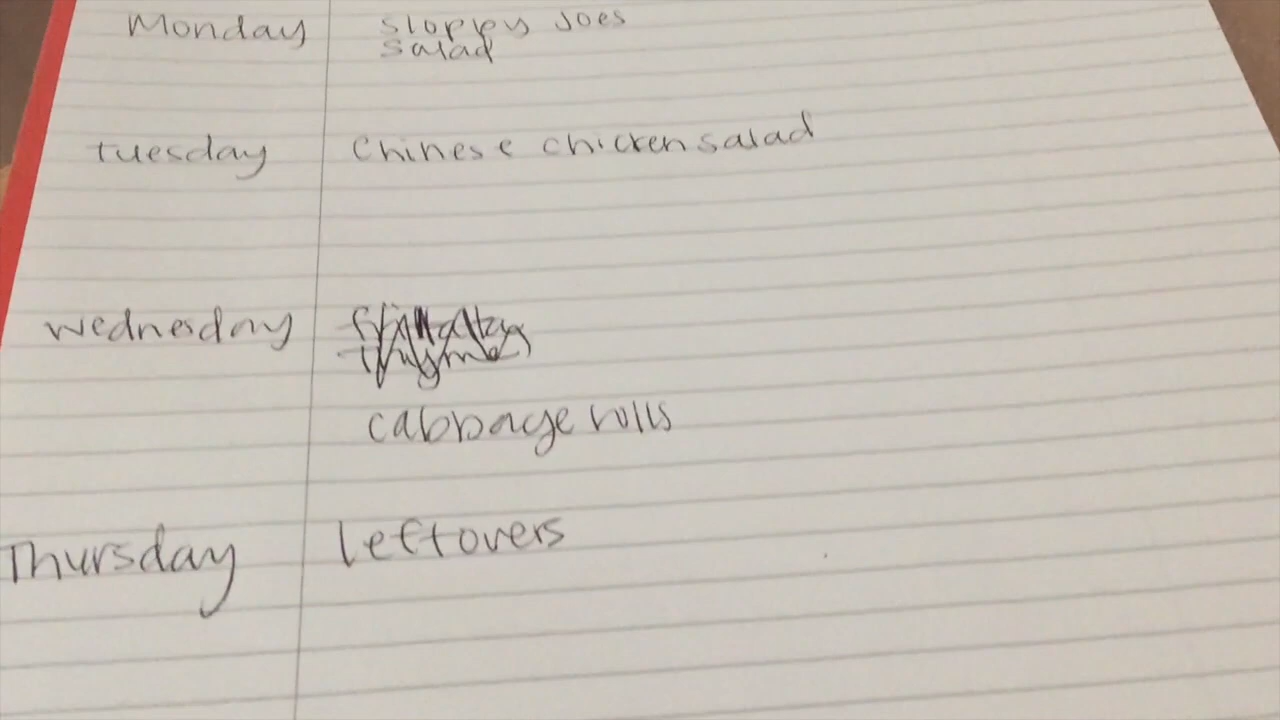 Monday sloppy Joes
salad
Tuesday Chinese chicken salad
Wednesday
cabbage rolls
Thursday leftovers